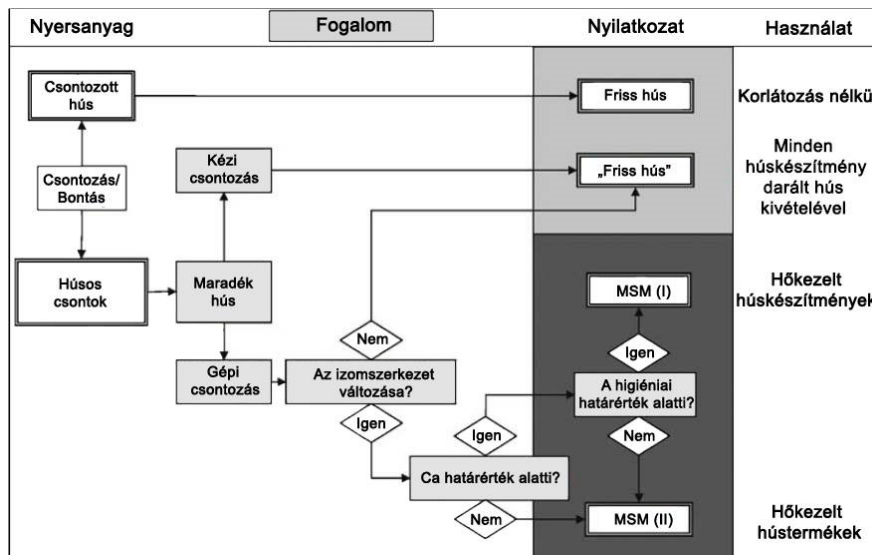 Nyersanyag
Fogalom
Nyilatkozat
Használat
Csontozott
hús
Friss hús
Korlátozás nélkü
Csontozás/
Bontás
Kézi
csontozás
„Friss hús”
Minden
húskészítmény
darált hús
kivételével
Húsos
csontok
Maradék
hús
MSM (I)
Hőkezelt
húskészítmények
Nem
Igen
Gépi
csontozás
Az izomszerkezet
változása?
A higiéniai
határérték alatti?
Igen
Igen
Nem
Ca határérték alatti?
Nem
MSM (II)
Hőkezelt
hústermékek